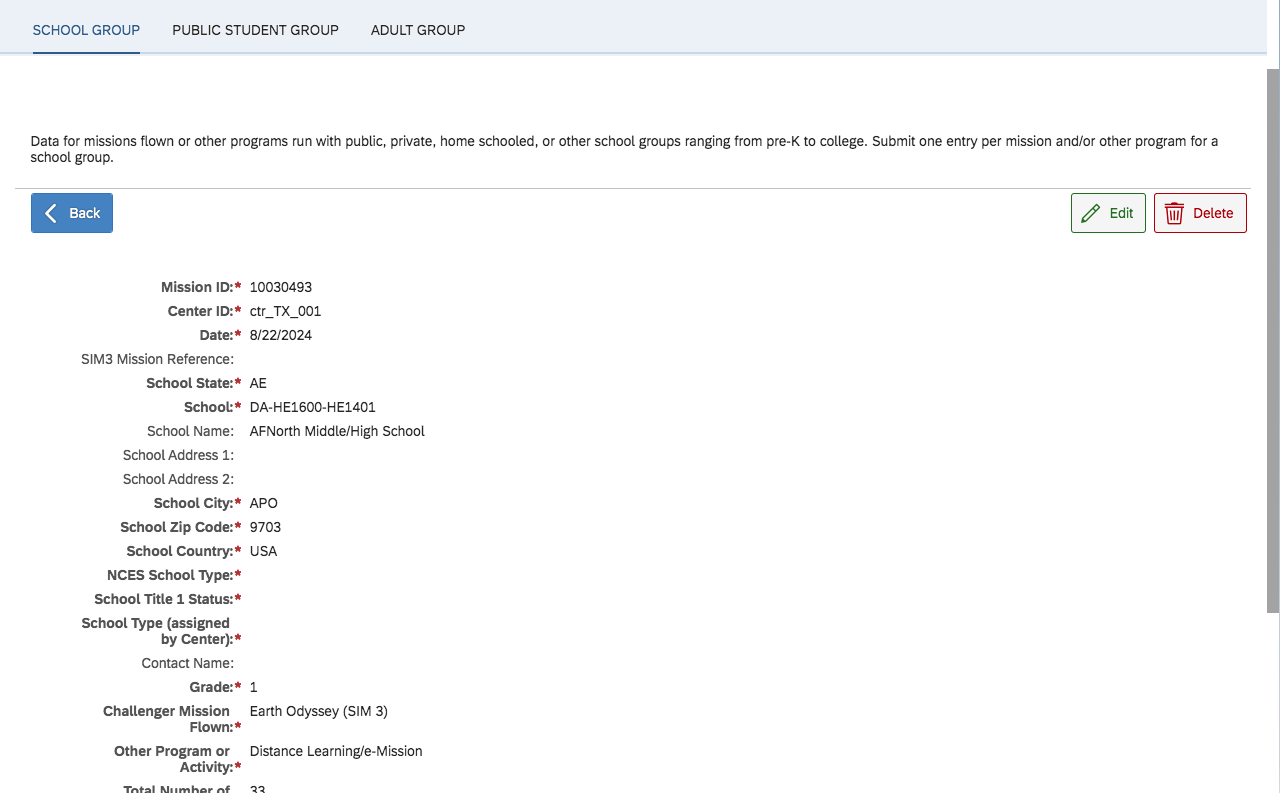 SCHOOL GROUP PUBLIC STUDENT GROUP ADULT GROUP
Data for missions flown or other programs run with public, private, home schooled, or other school groups ranging from pre-K to college. Submit one entry per mission and/or other program for a
school group.
Back Edit Delete
Mission ID:* 10030493
Center ID:* ctr_TX_001
Date:* 8/22/2024
SIM3 Mission Reference:
School State:* AE
School:* DA-HE1600-HE1401
School Name: AFNorth Middle/High School
School Address 1:
School Address 2:
School City:* APO
School Zip Code:* 9703
School Country:* USA
NCES School Type:*
School Title 1 Status:*
School Type (assigned
by Center):*
Contact Name:
Grade:* 1
Challenger Mission Earth Odyssey (SIM 3)
Flown:*
Other Program or Distance Learning/e-Mission
Activity:*
Total Number of 33